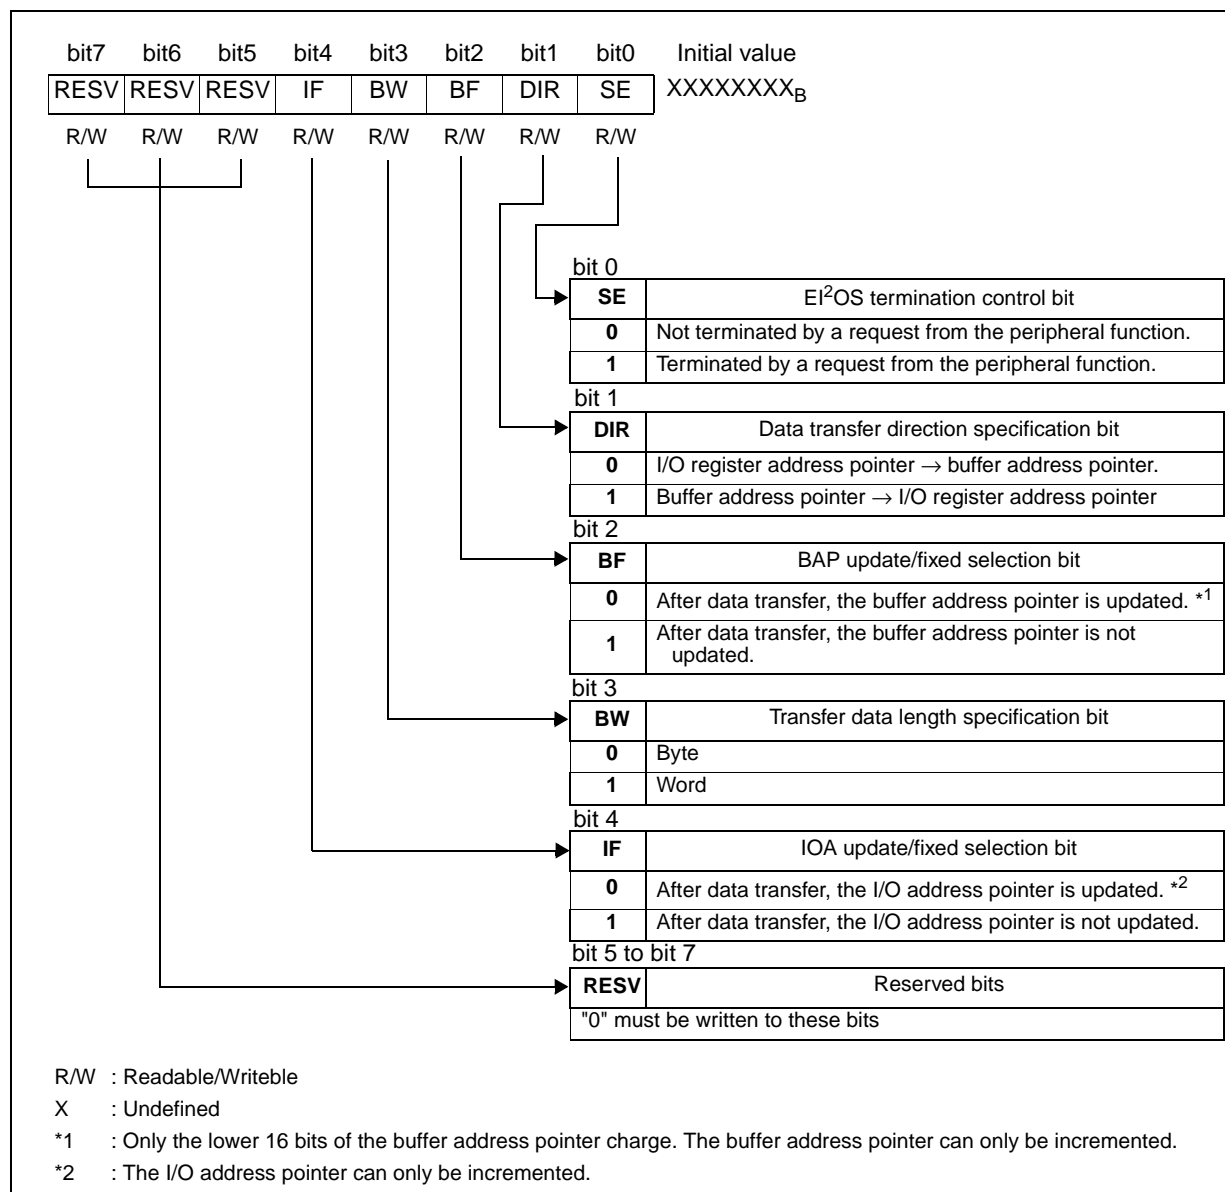 bit7 bit6 bit5 bit4 bit3 bit2 bit1 bit0 Initial value
RESV RESV RESV IF BW BF DIR SE XXXXXXXXB
R/W R/W R/W R/W R/W R/W R/W R/W
bit 0
SE EI2OS termination control bit
0 Not terminated by a request from the peripheral function.
1 Terminated by a request from the peripheral function.
bit 1
DIR Data transfer direction specification bit
0 I/O register address pointer → buffer address pointer.
1 Buffer address pointer → I/O register address pointer
bit 2
BF BAP update/fixed selection bit
0 After data transfer, the buffer address pointer is updated. *1
1 After data transfer, the buffer address pointer is not
updated.
bit 3
BW Transfer data length specification bit
0 Byte
1 Word
bit 4
IF IOA update/fixed selection bit
0 After data transfer, the I/O address pointer is updated. *2
1 After data transfer, the I/O address pointer is not updated.
bit 5 to bit 7
RESV Reserved bits
"0" must be written to these bits
R/W : Readable/Writeble
X : Undefined
*1 : Only the lower 16 bits of the buffer address pointer charge. The buffer address pointer can only be incremented.
*2 : The I/O address pointer can only be incremented.